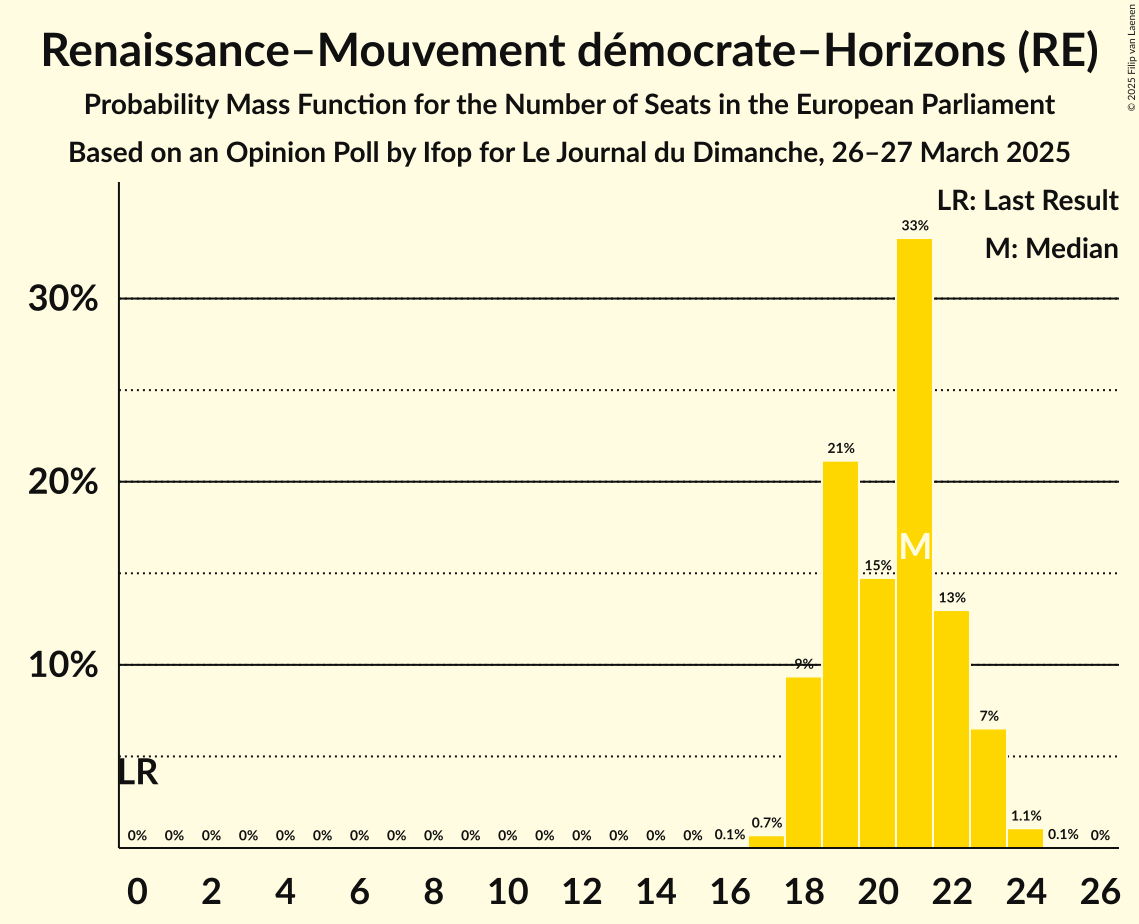 Renaissance–Mouvement démocrate–Horizons (RE)
Probability Mass Function for the Number of Seats in the European Parliament
Based on an Opinion Poll by Ifop for Le Journal du Dimanche, 26–27 March 2025
© 2025 Filip van Laenen
LR: Last Result
M: Median
33%
30%
21%
20%
M
15%
13%
10%
9%
7%
LR
0% 0% 0% 0% 0% 0% 0% 0% 0% 0% 0% 0% 0% 0% 0% 0% 0.1% 0.7% 1.1% 0.1% 0%
0 2 4 6 8 10 12 14 16 18 20 22 24 26